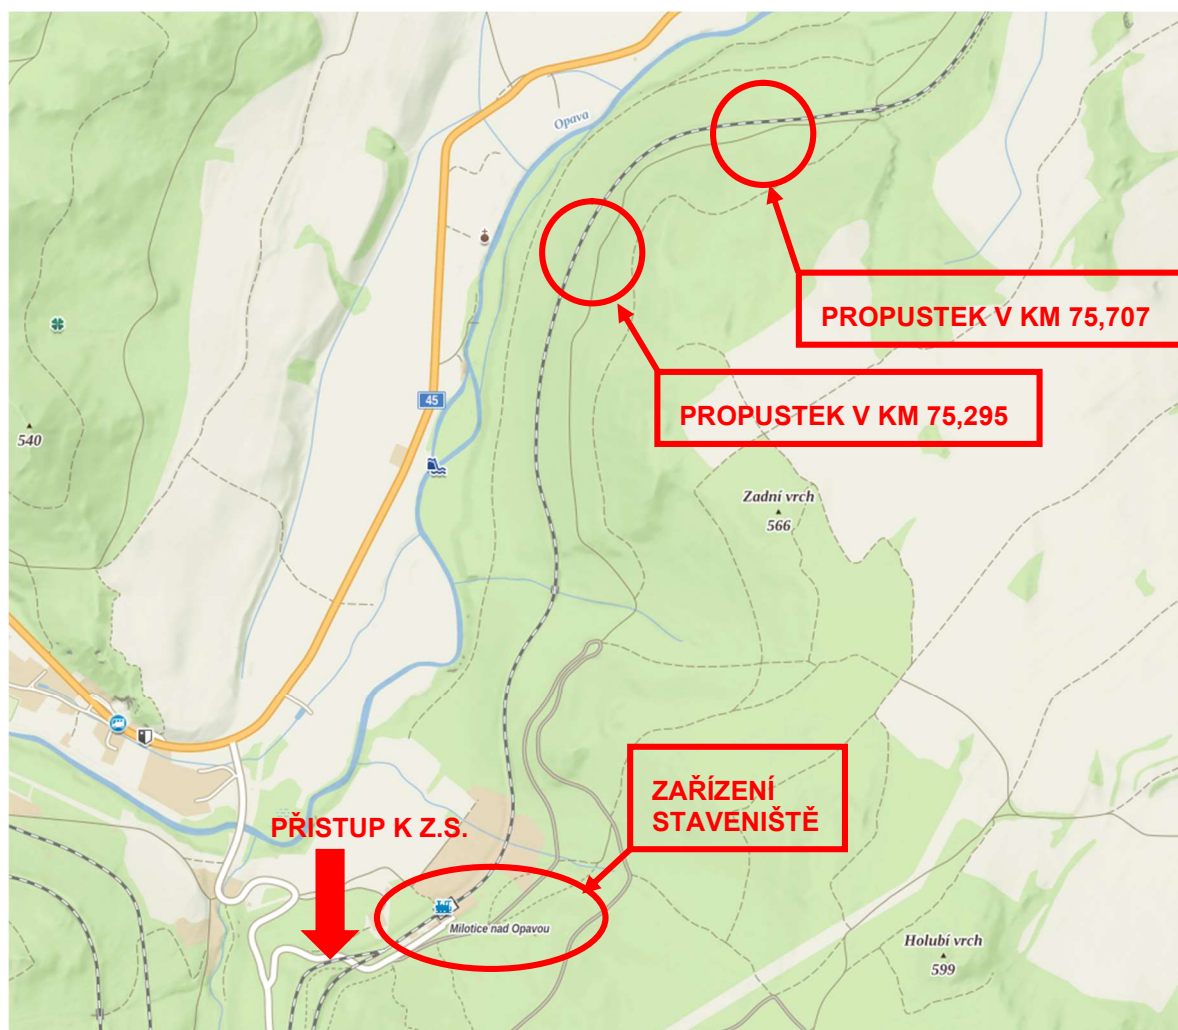 Opava
PROPUSTEK V KM 75,707
45
PROPUSTEK V KM 75,295
540
Zadní vrch
566
ZAŘÍZENÍ
STAVENIŠTĚ
PŘISTUP K Z.S.
Milotice nad Opavou
Holubí vrch
599